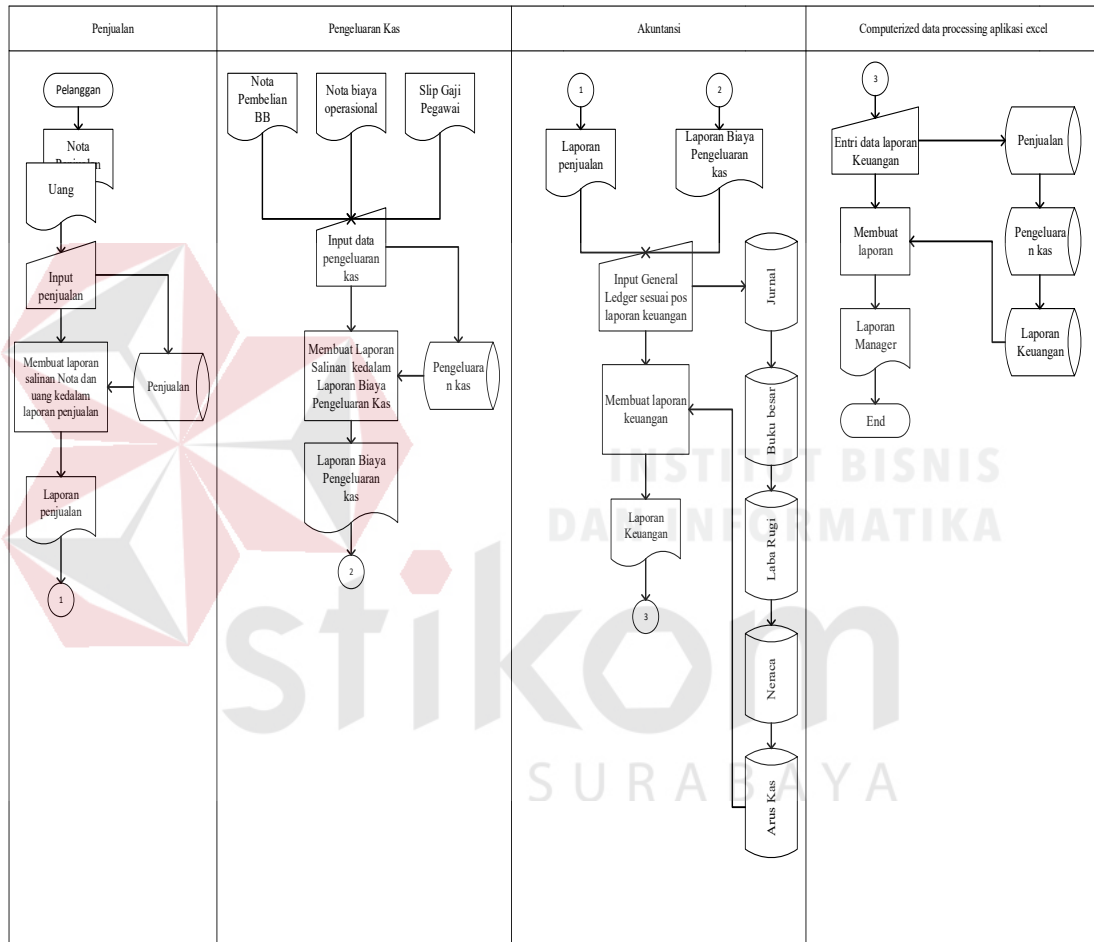 Penjualan
Pengeluaran Kas
Akuntansi
Computerized data processing aplikasi excel
Pelanggan
Nota
Uang
Input
penjualan
Membuat laporan
salinan Nota dan
uang kedalam
laporan penjualan
Penjualan
Laporan
penjualan
1
Nota
Pembelian
BB
Nota biaya
operasional
Slip Gaji
Pegawai
Input data
pengeluaran
kas
Membuat Laporan
Salinan kedalam
Laporan Biaya
Pengeluaran Kas
Pengeluara
n kas
Laporan Biaya
Pengeluaran
kas
2
1
2
Laporan
penjualan
Laporan Biaya
Pengeluaran
kas
Input General
Ledger sesuai pos
laporan keuangan
Jurnal
Membuat laporan
keuangan
Buku besar
Laporan
Keuangan
Laba Rugi
3
Neraca
Arus Kas
3
Entri data laporan
Keuangan
Penjualan
Membuat
laporan
Pengeluara
n kas
Laporan
Manager
Laporan
Keuangan
End
INSTITUT BISNIS
DAN INFORMATIKA
stikom
SURABAYA